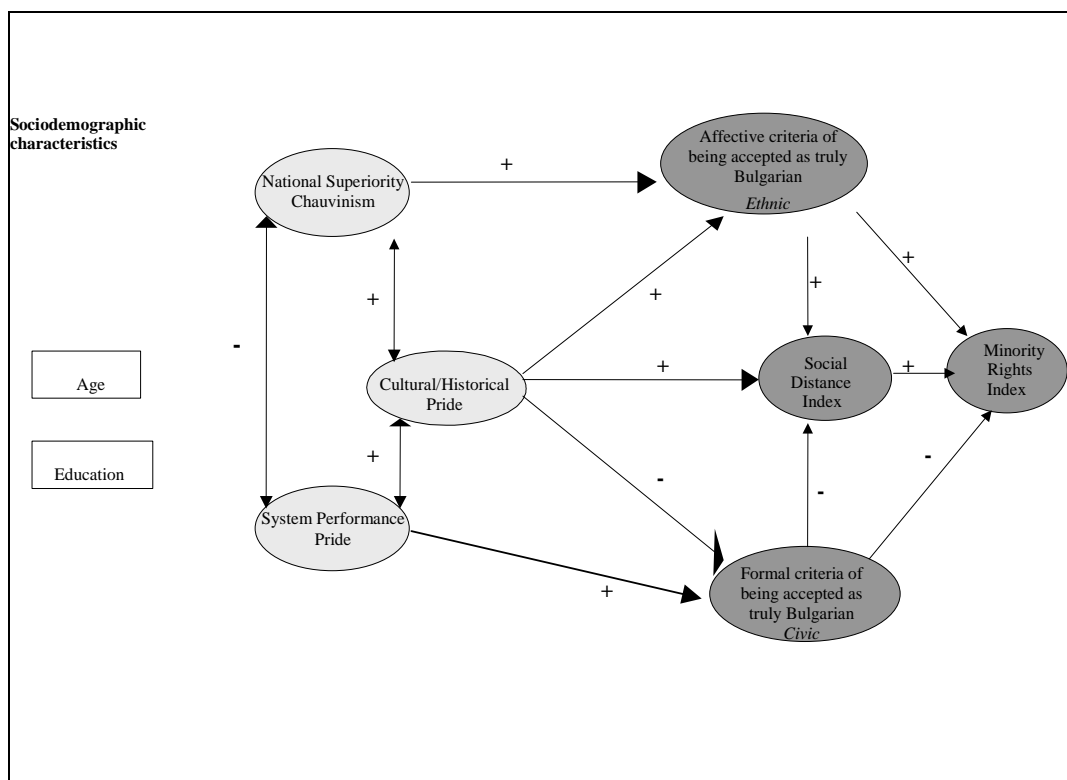 Sociodemographic
characteristics
Affective criteria of
being accepted as truly
Bulgarian
Ethnic
+
National Superiority
Chauvinism
+
+
+
+
-
Age
Cultural/Historical
Pride
+
Social
Distance
Index
+
Minority
Rights
Index
Education
+
-
-
-
System Performance
Pride
+
Formal criteria of
being accepted as
truly Bulgarian
Civic